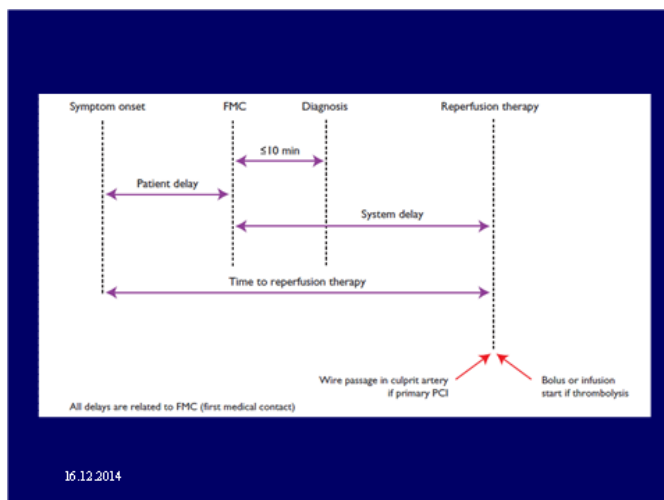 Symptom onset FMC Diagnosis Reperfusion therapy
≤10 min
Patient delay
System delay
Time to reperfusion therapy
Wire passage in culprit artery
if primary PCI
Bolus or infusion
start if thrombolysis
All delays are related to FMC (first medical contact)
16.12.2014